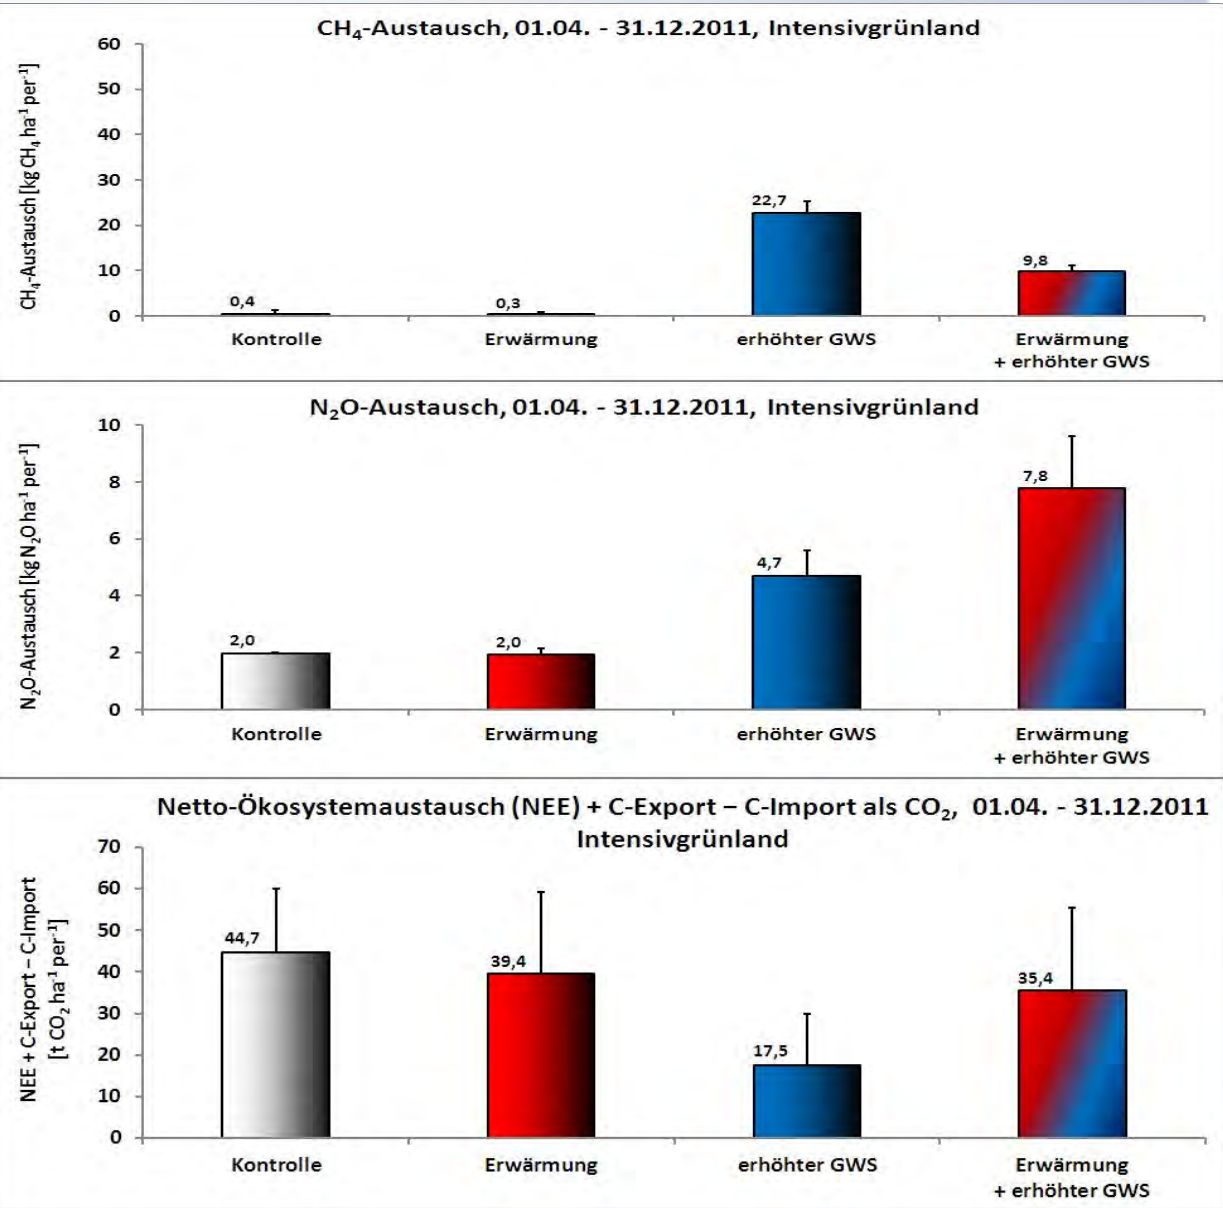 CH₄-Austausch, 01.04. - 31.12.2011, Intensivgrünland
CH₄-Austausch [kg CH₄ ha⁻¹ per⁻¹]
60
50
40
30
20
10
0
0,4
0,3
22,7
9,8
Kontrolle
Erwärmung
erhöhter GWS
Erwärmung
+ erhöhter GWS
N₂O-Austausch, 01.04. - 31.12.2011, Intensivgrünland
N₂O-Austausch [kg N₂O ha⁻¹ per⁻¹]
10
8
6
4
2
0
2,0
2,0
4,7
7,8
Kontrolle
Erwärmung
erhöhter GWS
Erwärmung
+ erhöhter GWS
Netto-Ökosystemaustausch (NEE) + C-Export – C-Import als CO₂, 01.04. - 31.12.2011
Intensivgrünland
NEE + C-Export – C-Import
[t CO₂ ha⁻¹ per⁻¹]
70
60
50
40
30
20
10
0
44,7
39,4
17,5
35,4
Kontrolle
Erwärmung
erhöhter GWS
Erwärmung
+ erhöhter GWS